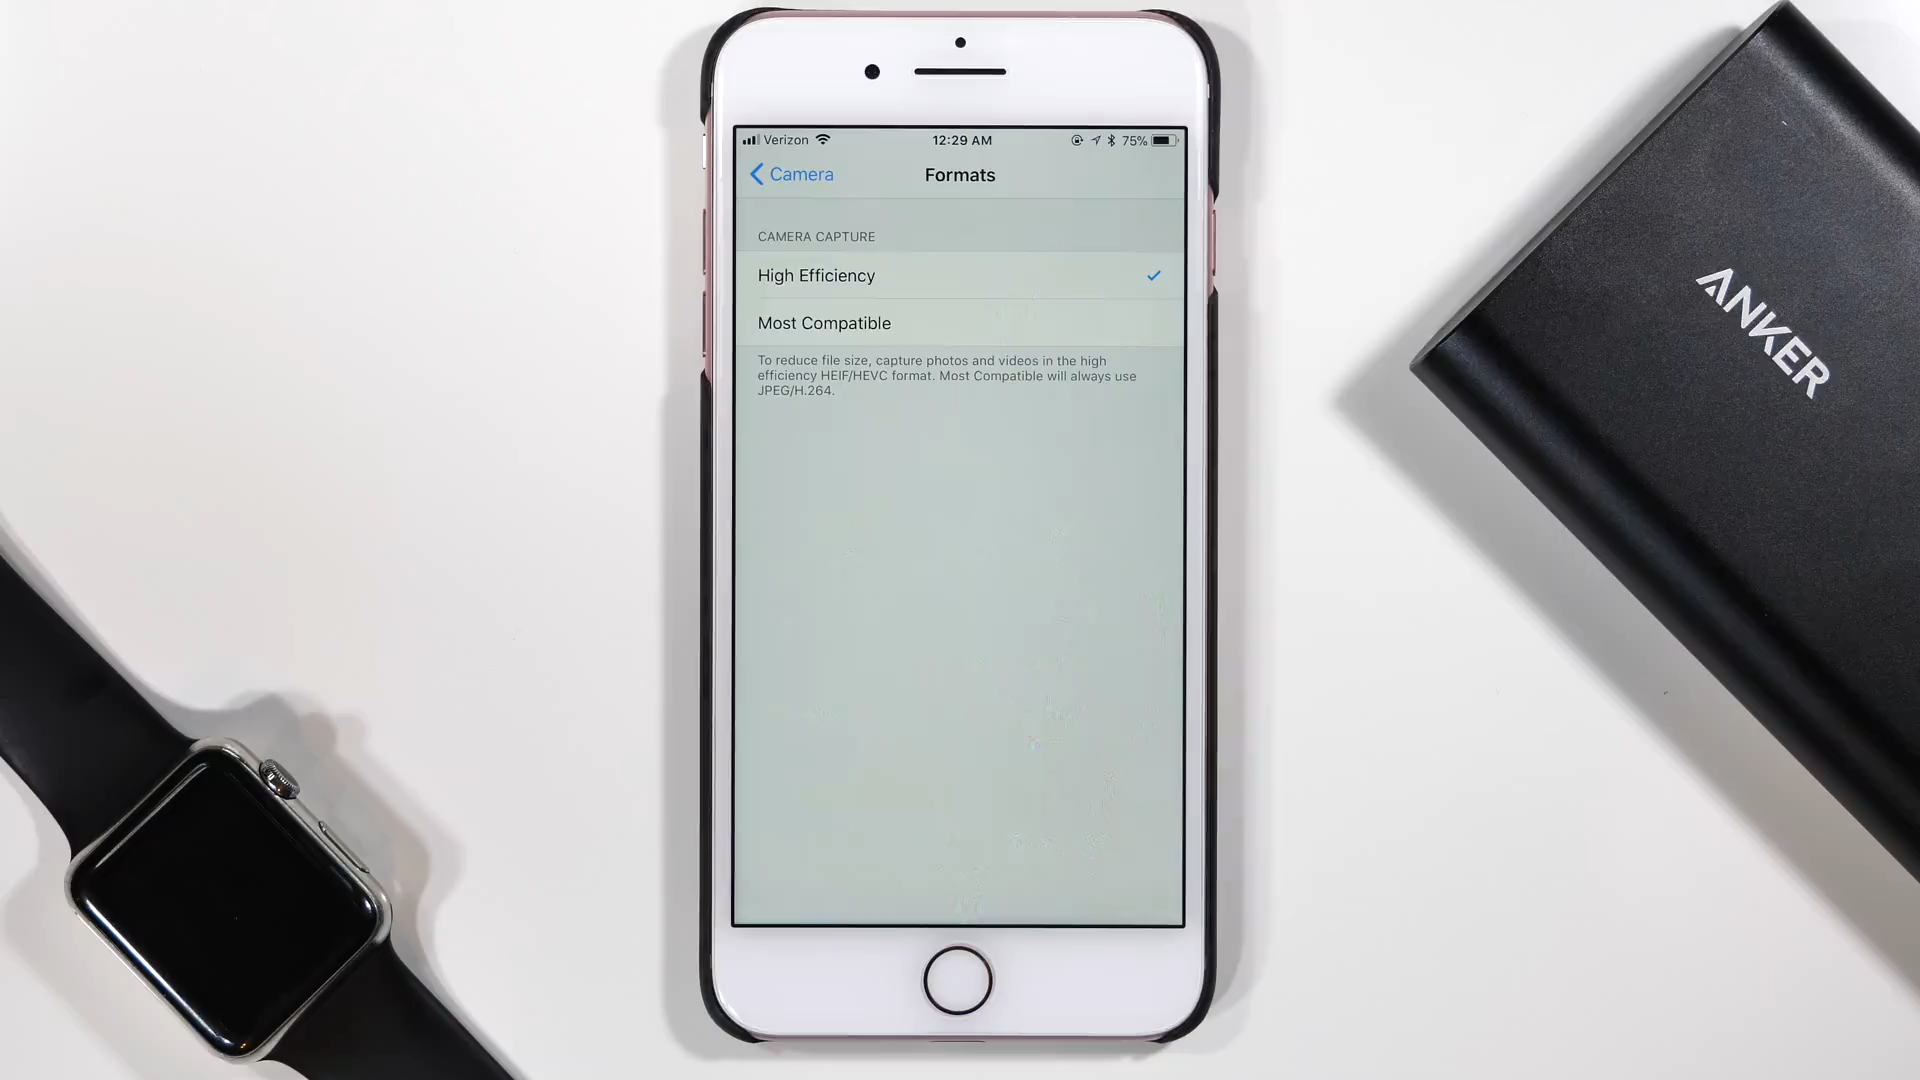 Verizon 12:29 AM 75%
Camera Formats
CAMERA CAPTURE
High Efficiency
Most Compatible
To reduce file size, capture photos and videos in the high
efficiency HEIF/HEVC format. Most Compatible will always use
JPEG/H.264.
ANKER